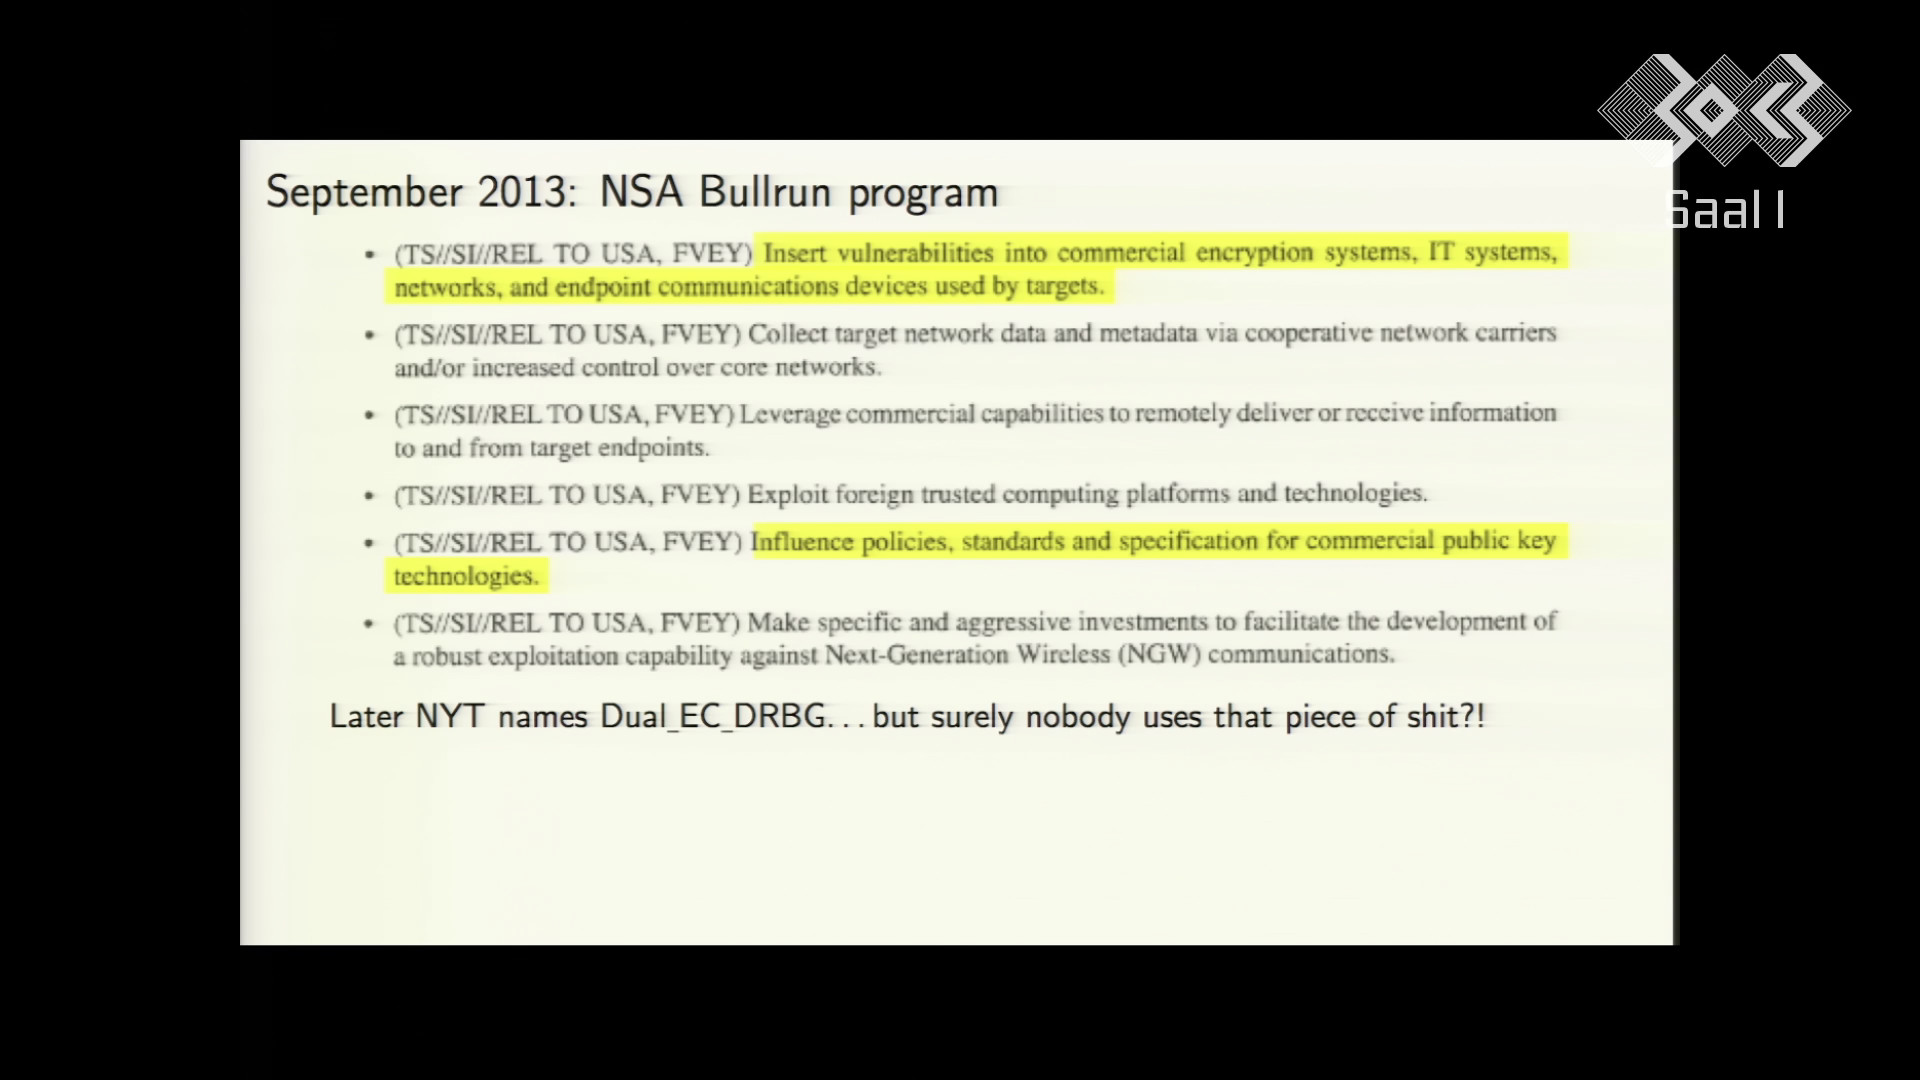 September 2013: NSA Bullrun program
• (TS//SI//REL TO USA, FVEY) Insert vulnerabilities into commercial encryption systems, IT systems,
networks, and endpoint communications devices used by targets.
• (TS//SI//REL TO USA, FVEY) Collect target network data and metadata via cooperative network carriers
and/or increased control over core networks.
• (TS//SI//REL TO USA, FVEY) Leverage commercial capabilities to remotely deliver or receive information
to and from target endpoints.
• (TS//SI//REL TO USA, FVEY) Exploit foreign trusted computing platforms and technologies.
• (TS//SI//REL TO USA, FVEY) Influence policies, standards and specification for commercial public key
technologies.
• (TS//SI//REL TO USA, FVEY) Make specific and aggressive investments to facilitate the development of
a robust exploitation capability against Next-Generation Wireless (NGW) communications.
Later NYT names Dual_EC_DRBG... but surely nobody uses that piece of shit?!
Saal 1